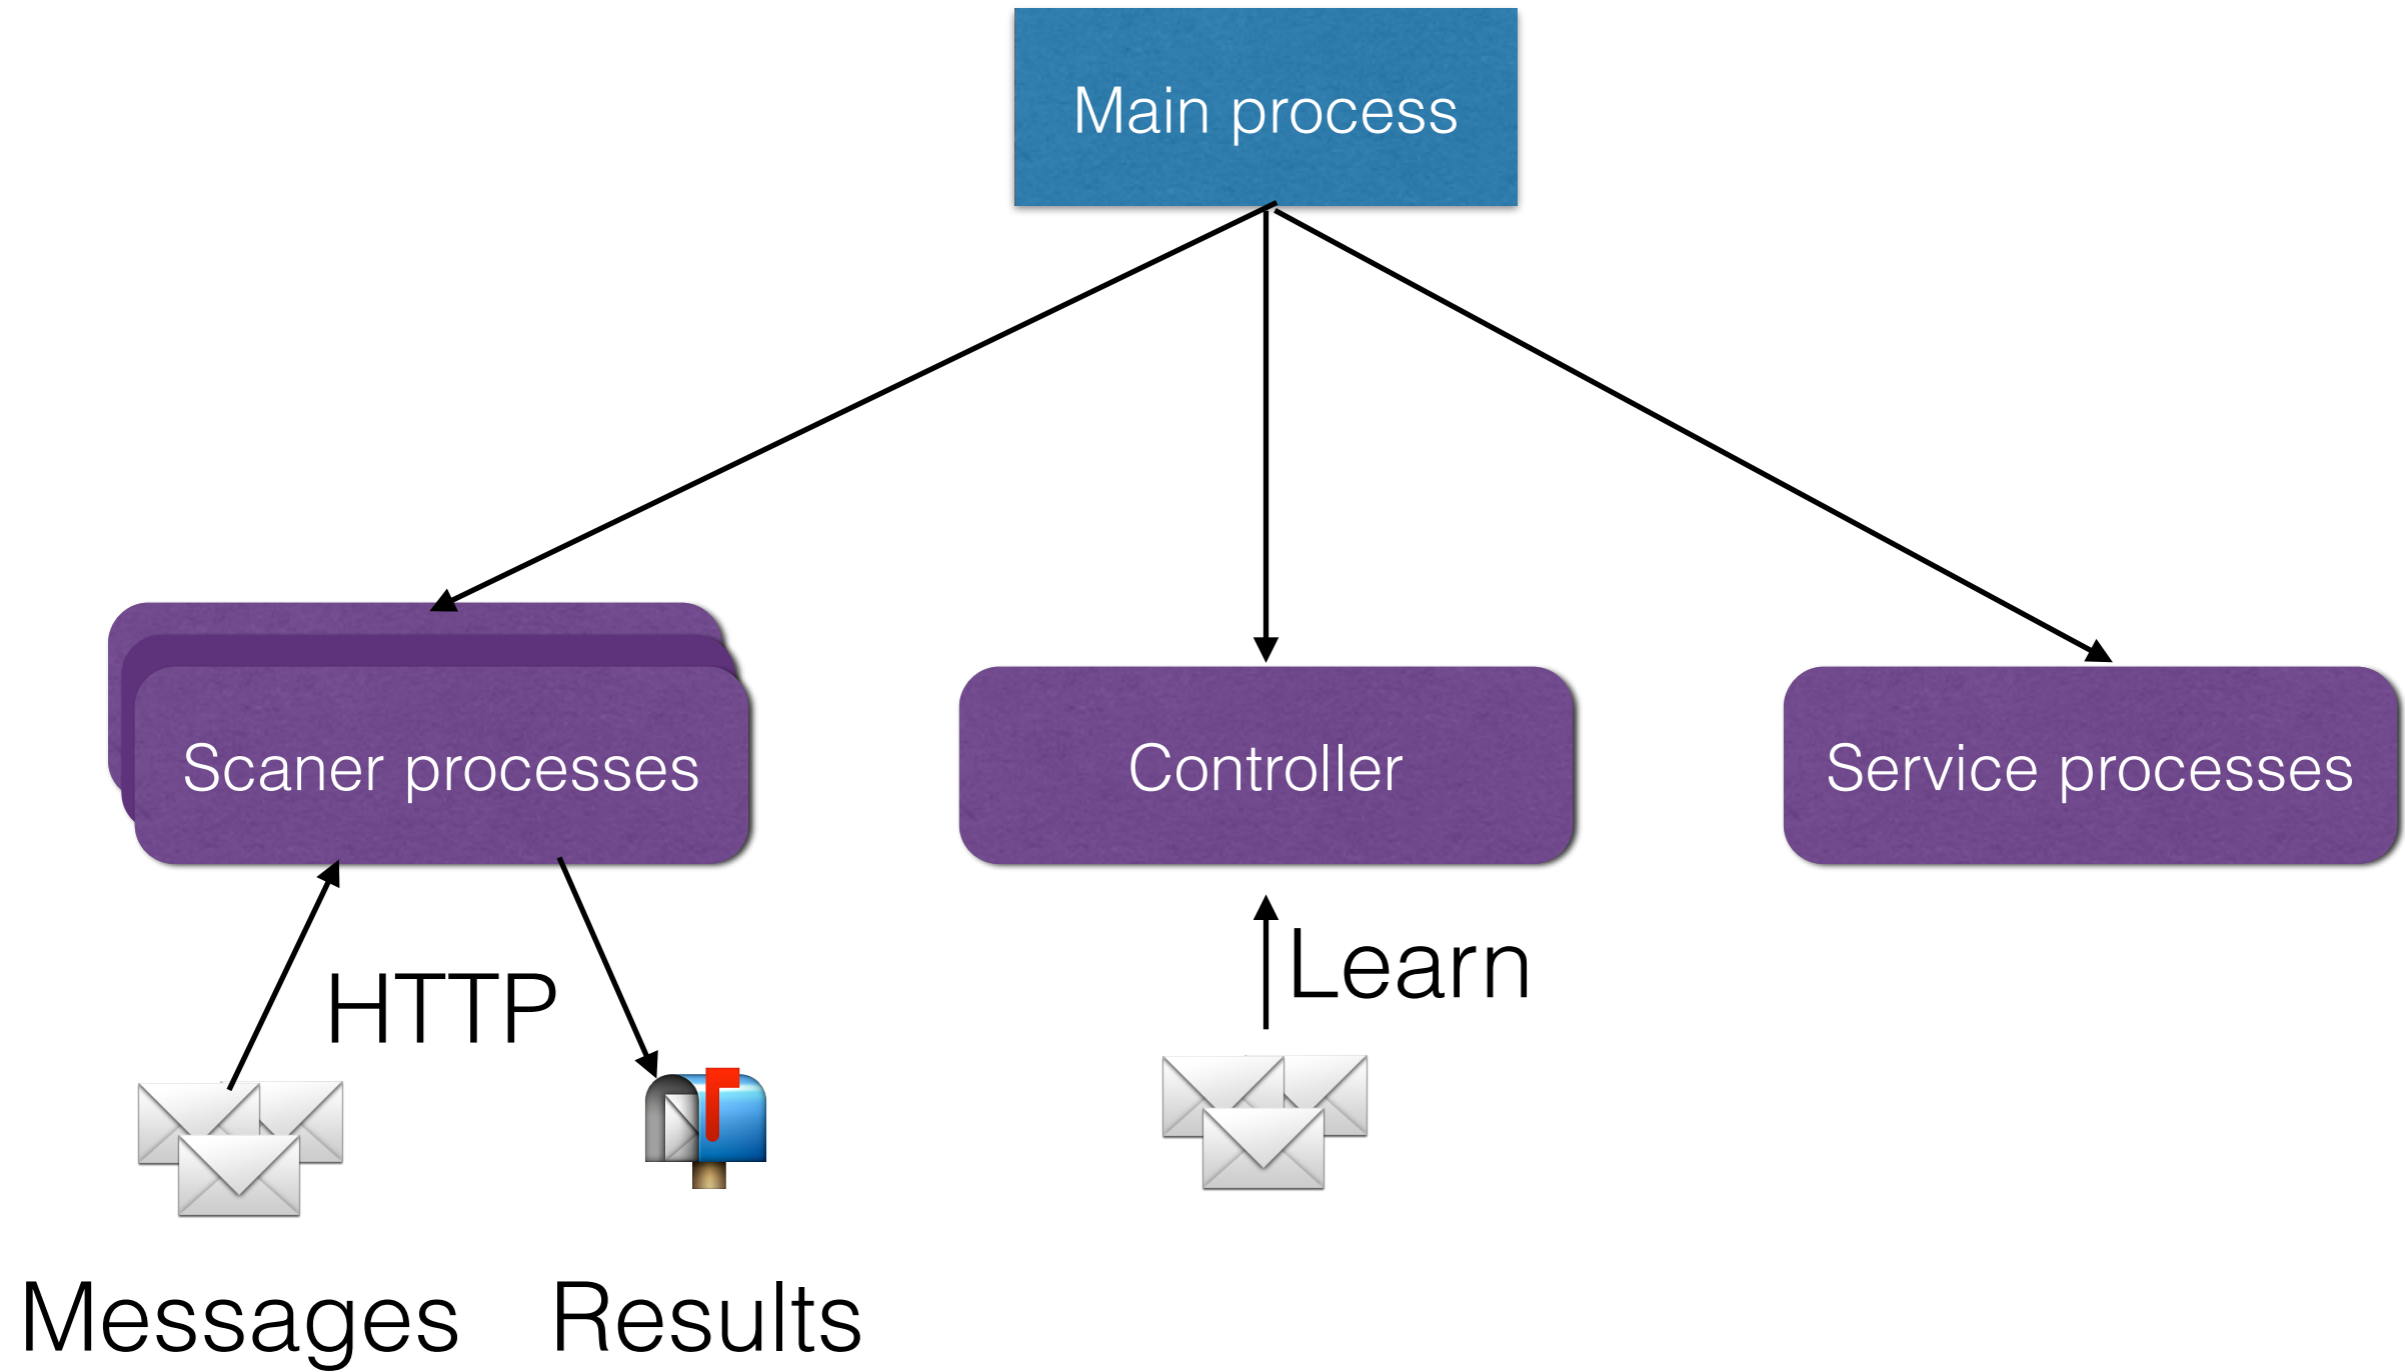 Main process
Scaner processes
Controller
Service processes
HTTP
Learn
Messages
Results